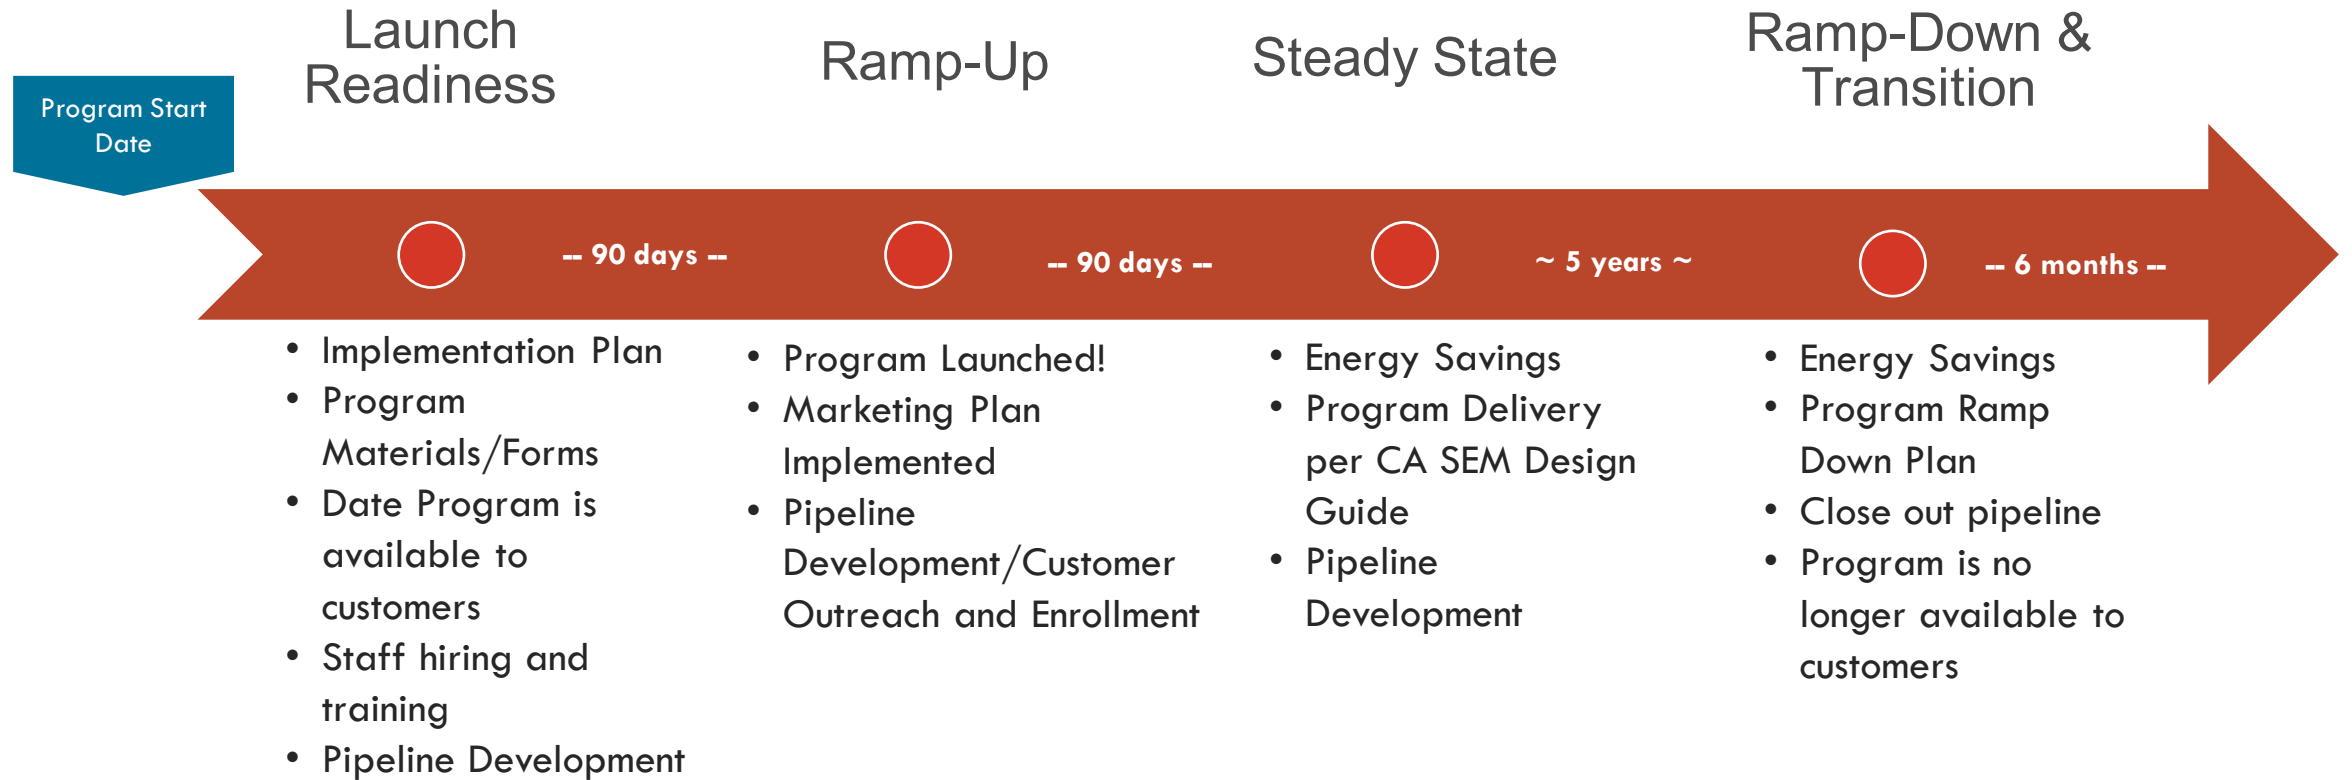 Program Start
Date
Launch
Readiness
Ramp-Up
Steady State
Ramp-Down &
Transition
-- 90 days --
-- 90 days --
~ 5 years ~
-- 6 months --
• Implementation Plan
• Program
Materials/Forms
• Date Program is
available to
customers
• Staff hiring and
training
• Pipeline Development
• Program Launched!
• Marketing Plan
Implemented
• Pipeline
Development/Customer
Outreach and Enrollment
• Energy Savings
• Program Delivery
per CA SEM Design
Guide
• Pipeline
Development
• Energy Savings
• Program Ramp
Down Plan
• Close out pipeline
• Program is no
longer available to
customers